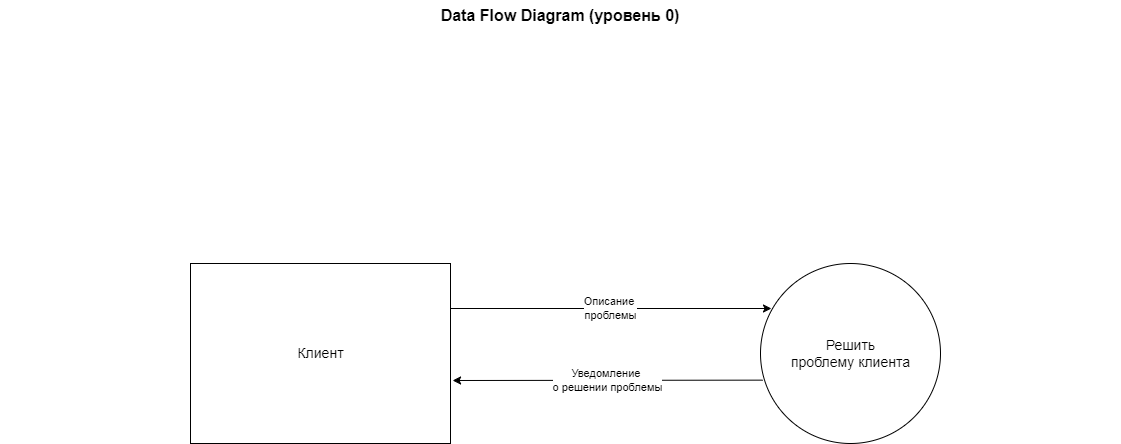 Data Flow Diagram (уровень 0)
Описание
проблемы
Клиент
Решить
проблему клиента
Уведомление
о решении проблемы